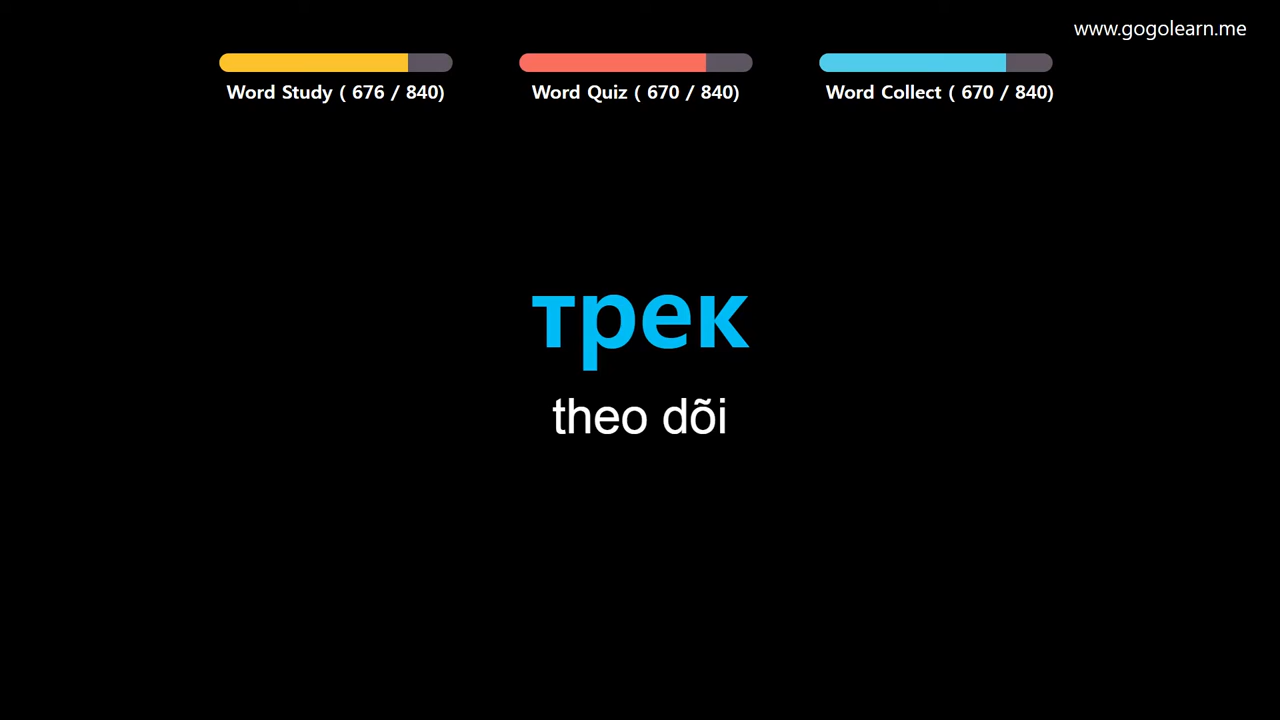 www.gogolearn.me
Word Study ( 676 / 840)
Word Quiz ( 670 / 840)
Word Collect ( 670 / 840)
трек
theo dõi